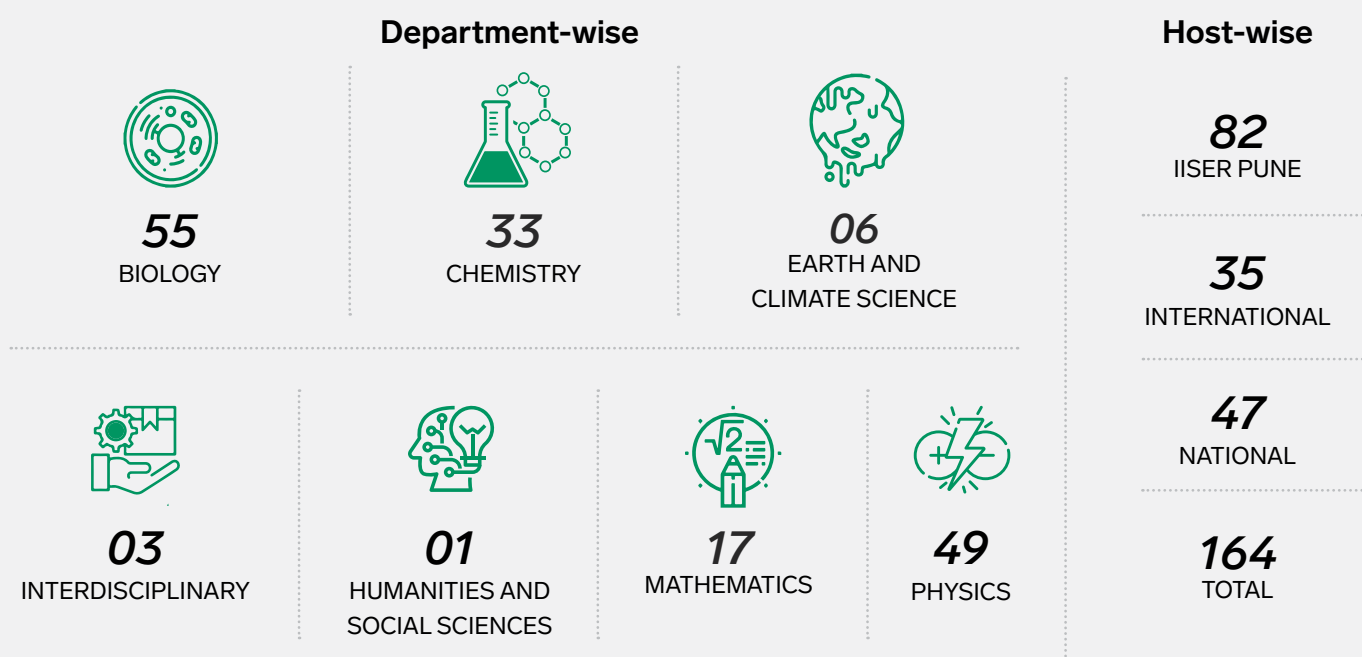 Department-wise
55
BIOLOGY
33
CHEMISTRY
06
EARTH AND
CLIMATE SCIENCE
03
INTERDISCIPLINARY
01
HUMANITIES AND
SOCIAL SCIENCES
√2
17
MATHEMATICS
49
PHYSICS
Host-wise
82
IISER PUNE
35
INTERNATIONAL
47
NATIONAL
164
TOTAL